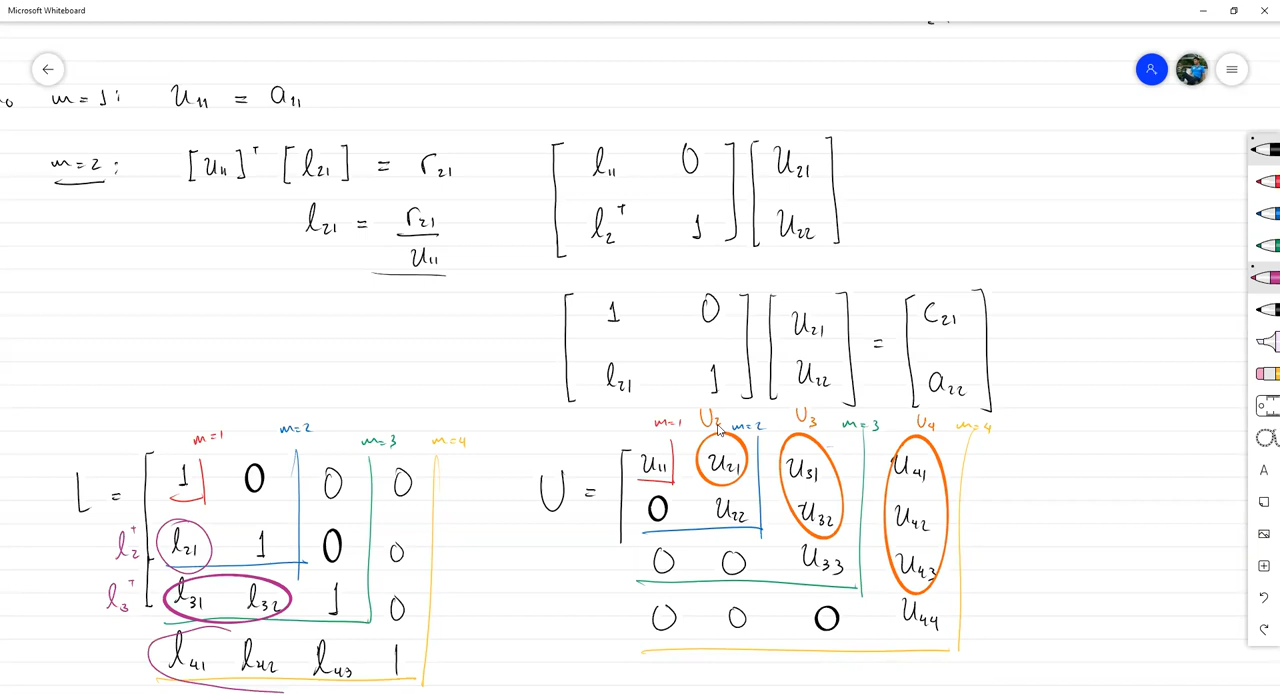 Microsoft Whiteboard
m=1: u₁₁ = a₁₁
m=2: [u₁₁]ᵀ [l₂₁] = r₂₁
l₂₁ = r₂₁ / u₁₁
[ l₁₁ 0 ] [ u₂₁ ]
[ l₂ᵀ 1 ] [ u₂₂ ]
[ 1 0 ] [ u₂₁ ] = [ c₂₁ ]
[ l₂₁ 1 ] [ u₂₂ ] [ a₂₂ ]
m=1 m=2 m=3 m=4
L = [ 1 0 0 0
l₂ᵀ l₂₁ 1 0 0
l₃ᵀ l₃₁ l₃₂ 1 0
l₄₁ l₄₂ l₄₃ 1
m=1 U₂ m=2 U₃ m=3 U₄ m=4
U = [ u₁₁ u₂₁ u₃₁ u₄₁
0 u₂₂ u₃₂ u₄₂
0 0 u₃₃ u₄₃
0 0 0 u₄₄
A